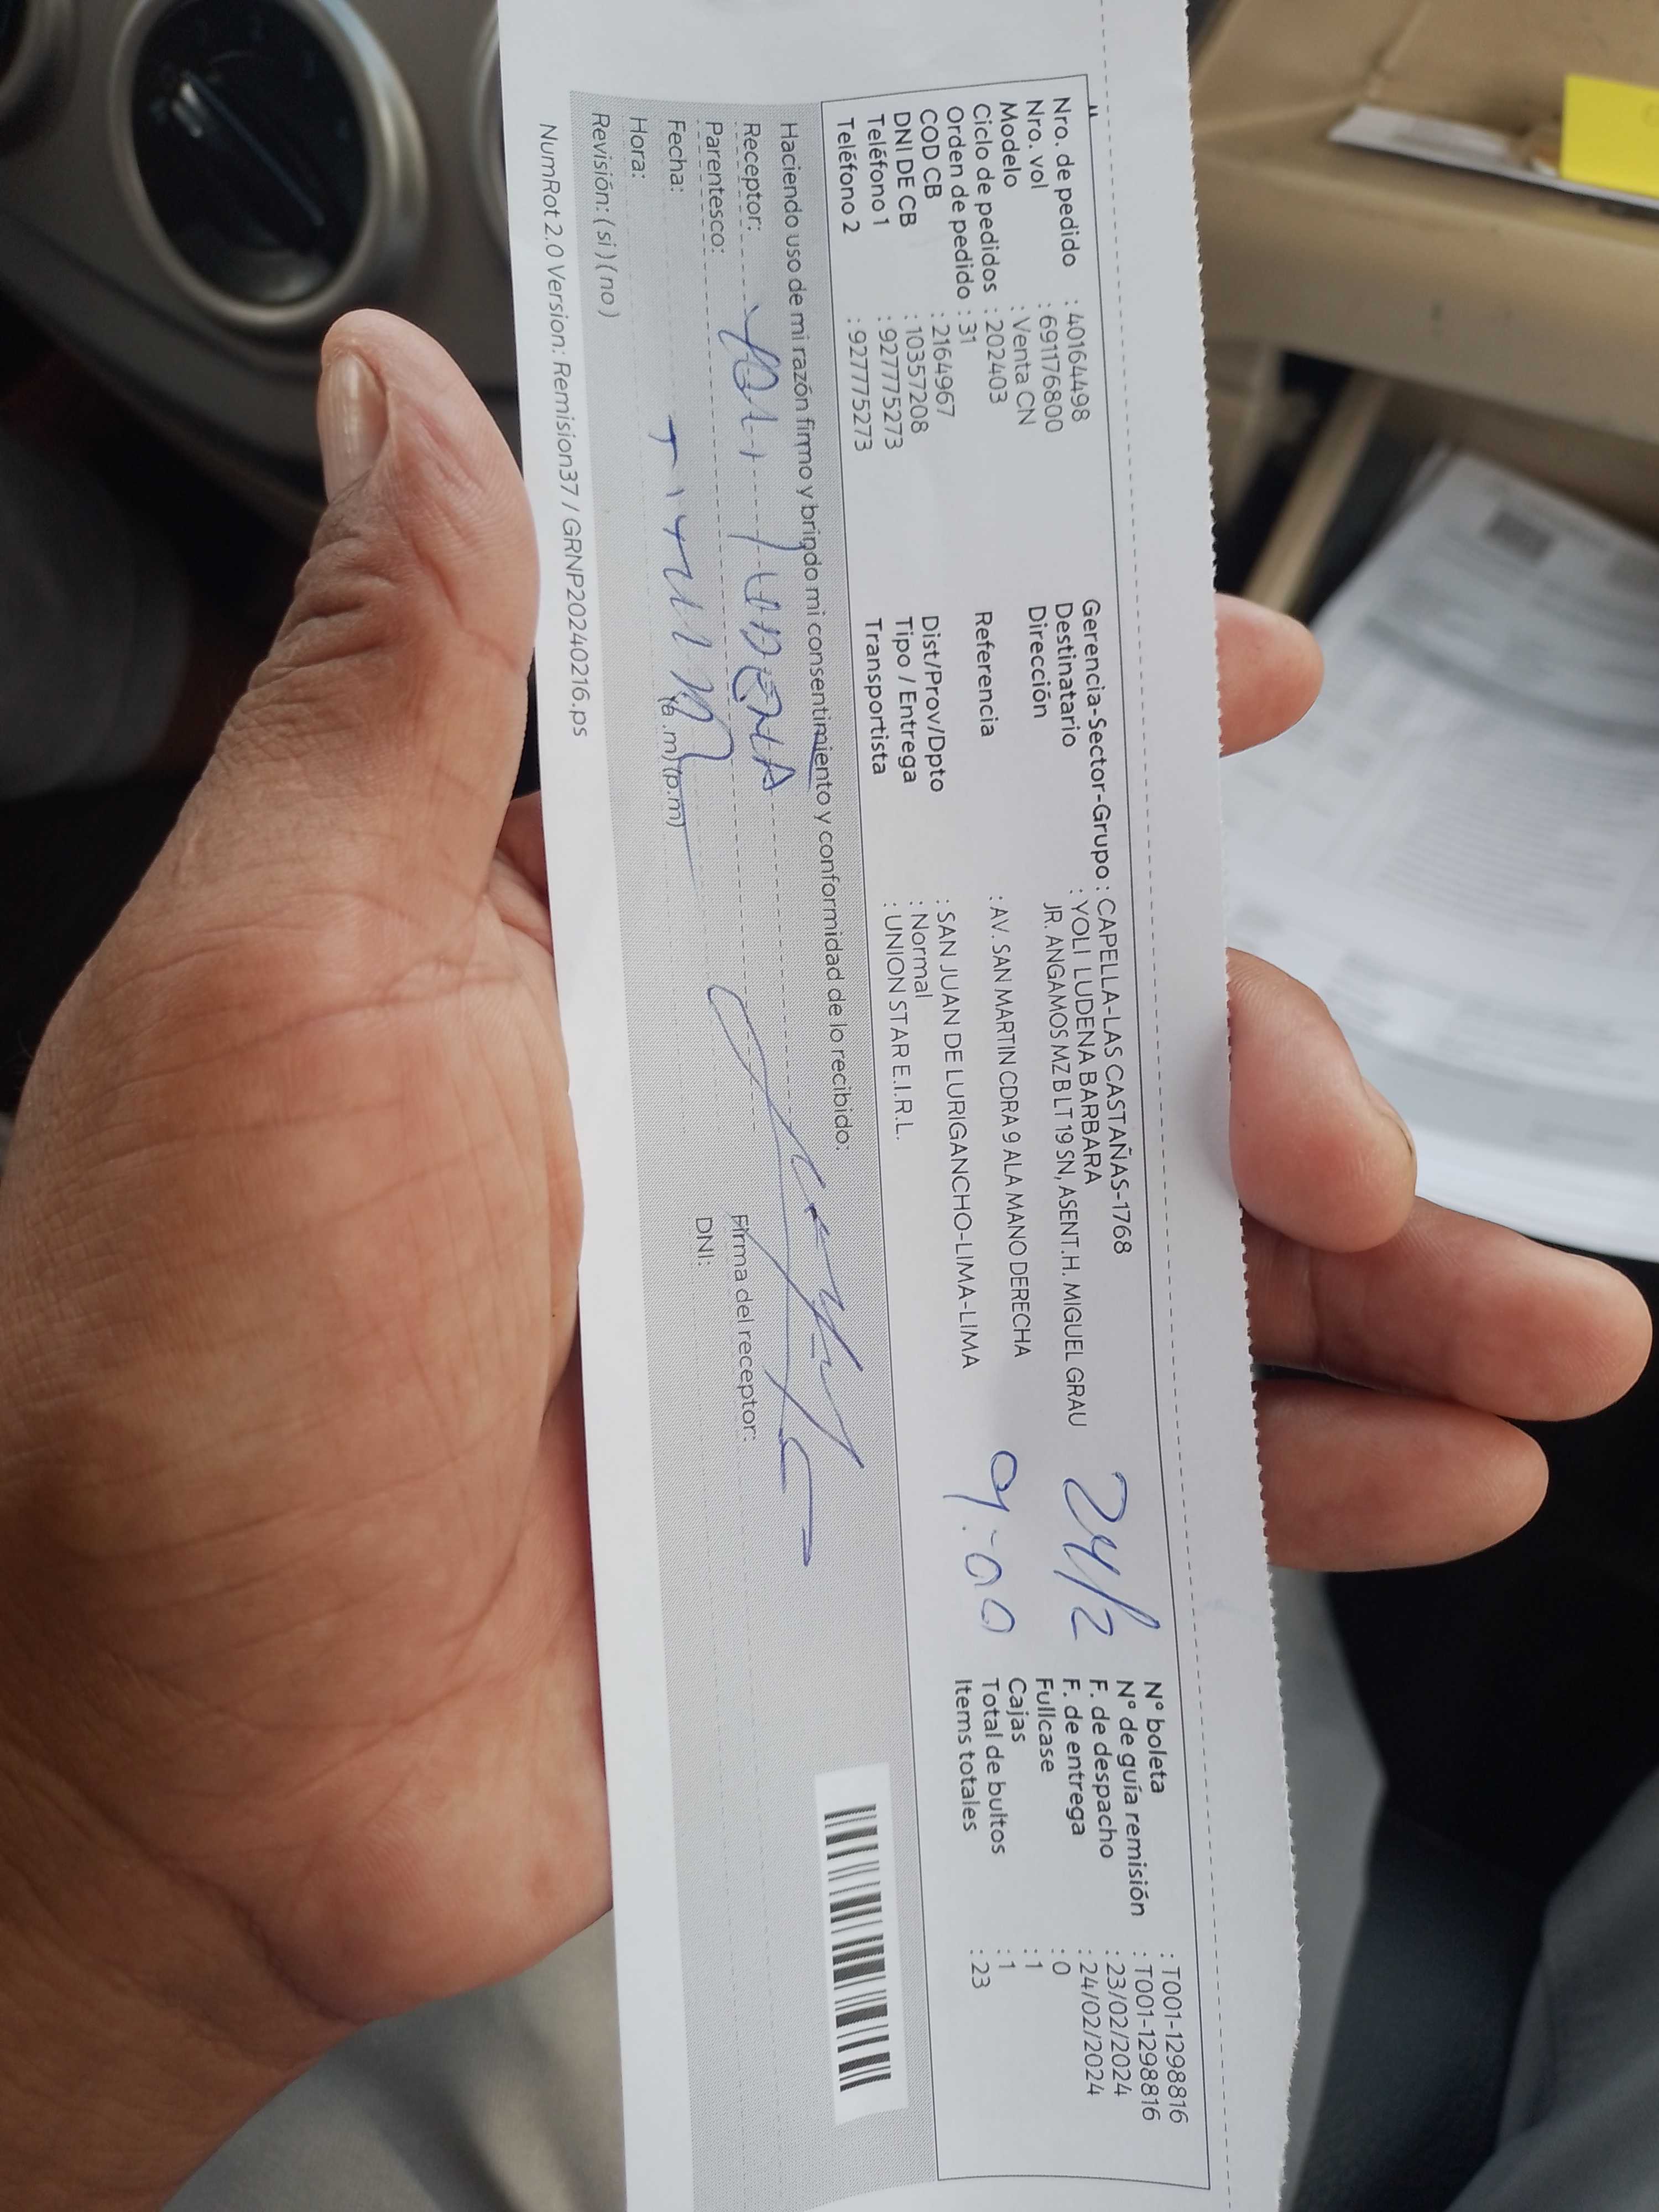 Nro. de pedido : 40164498
Nro. vol : 691176800
Modelo : Venta CN
Ciclo de pedidos : 202403
Orden de pedido : 31
COD CB : 2164967
DNI DE CB : 10357208
Teléfono 1 : 927775273
Teléfono 2 : 927775273
Gerencia-Sector-Grupo : CAPELLA-LAS CASTAÑAS-1768
Destinatario : YOLI LUDENA BARBARA
Dirección JR. ANGAMOS MZ B LT 19 SN, ASENT.H. MIGUEL GRAU
Referencia : AV. SAN MARTIN CDRA 9 ALA MANO DERECHA
Dist/Prov/Dpto : SAN JUAN DE LURIGANCHO-LIMA-LIMA
Tipo / Entrega : Normal
Transportista : UNION STAR E.I.R.L.
24/2
9:00
N° boleta : T001-1298816
N° de guía remisión : T001-1298816
F. de despacho : 23/02/2024
F. de entrega : 24/02/2024
Fullcase : 0
Cajas : 1
Total de bultos : 1
Items totales : 23
Haciendo uso de mi razón firmo y brindo mi consentimiento y conformidad de lo recibido:
Receptor: YOLI LUDEÑA
Parentesco:
Fecha: TITULAR
Hora: (a.m) (p.m)
Revisión: ( si ) ( no )
Firma del receptor:
DNI:
NumRot 2.0 Version: Remision37 / GRNP20240216.ps